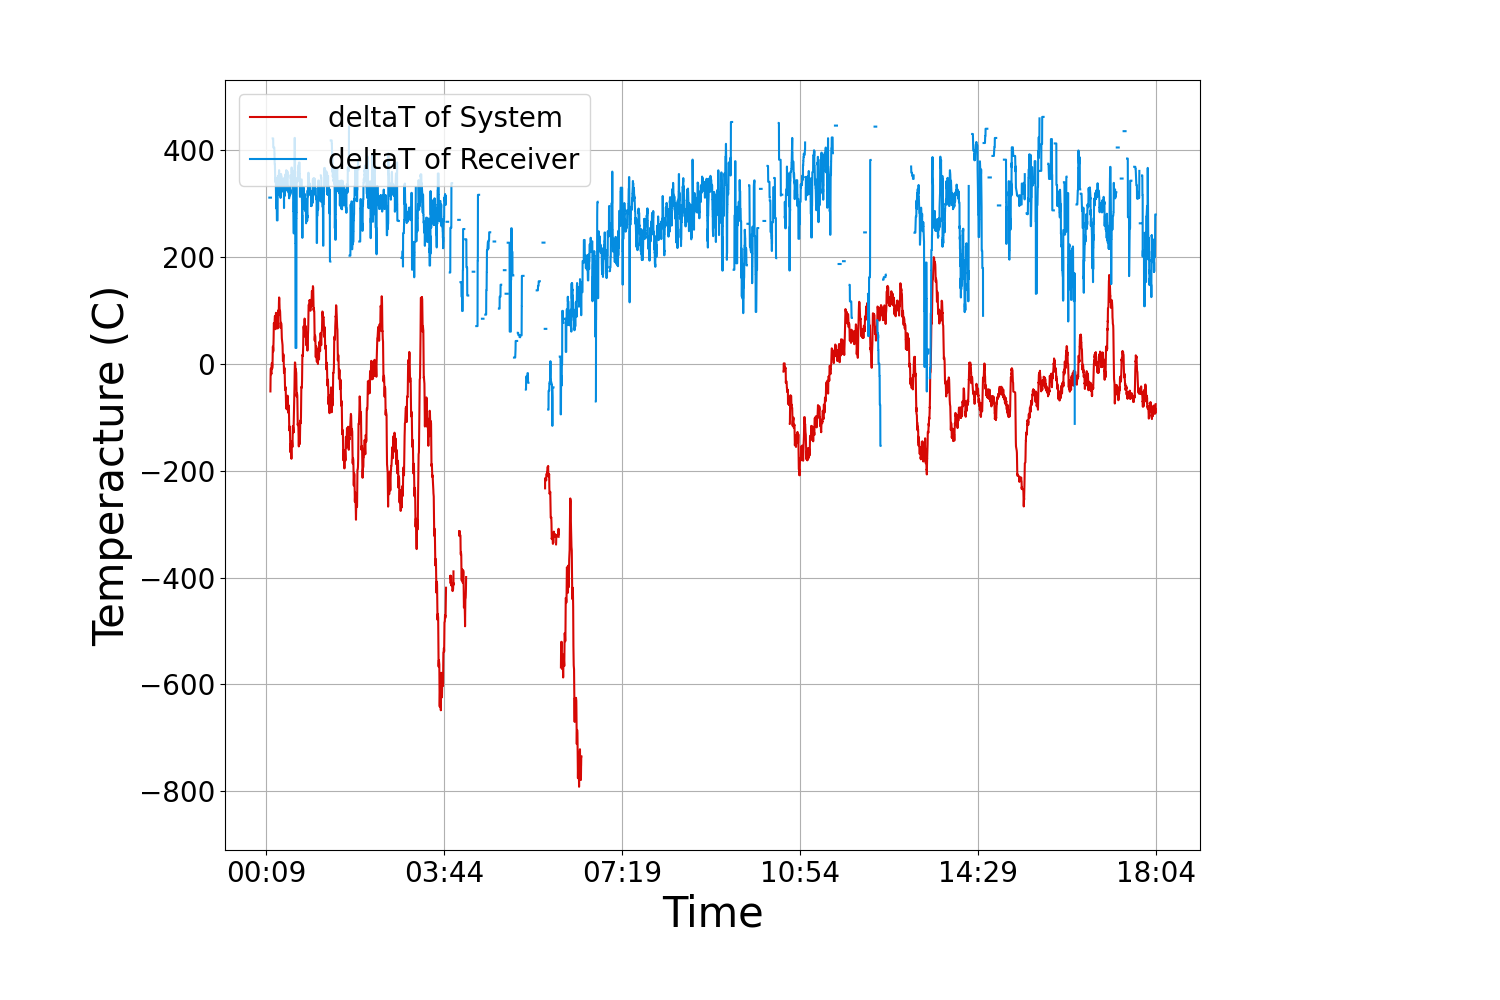 deltaT of System
deltaT of Receiver
400
200
0
−200
−400
−600
−800
Temperacture (C)
00:09 03:44 07:19 10:54 14:29 18:04
Time